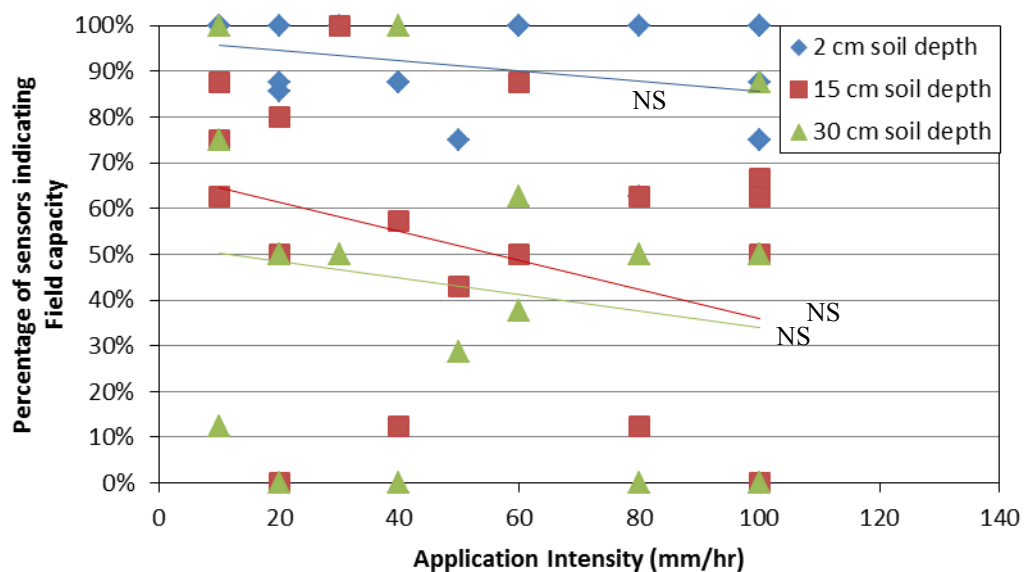 100%
90%
80%
70%
60%
50%
40%
30%
20%
10%
0%
Percentage of sensors indicating
Field capacity
2 cm soil depth
15 cm soil depth
30 cm soil depth
NS
NS
NS
0 20 40 60 80 100 120 140
Application Intensity (mm/hr)